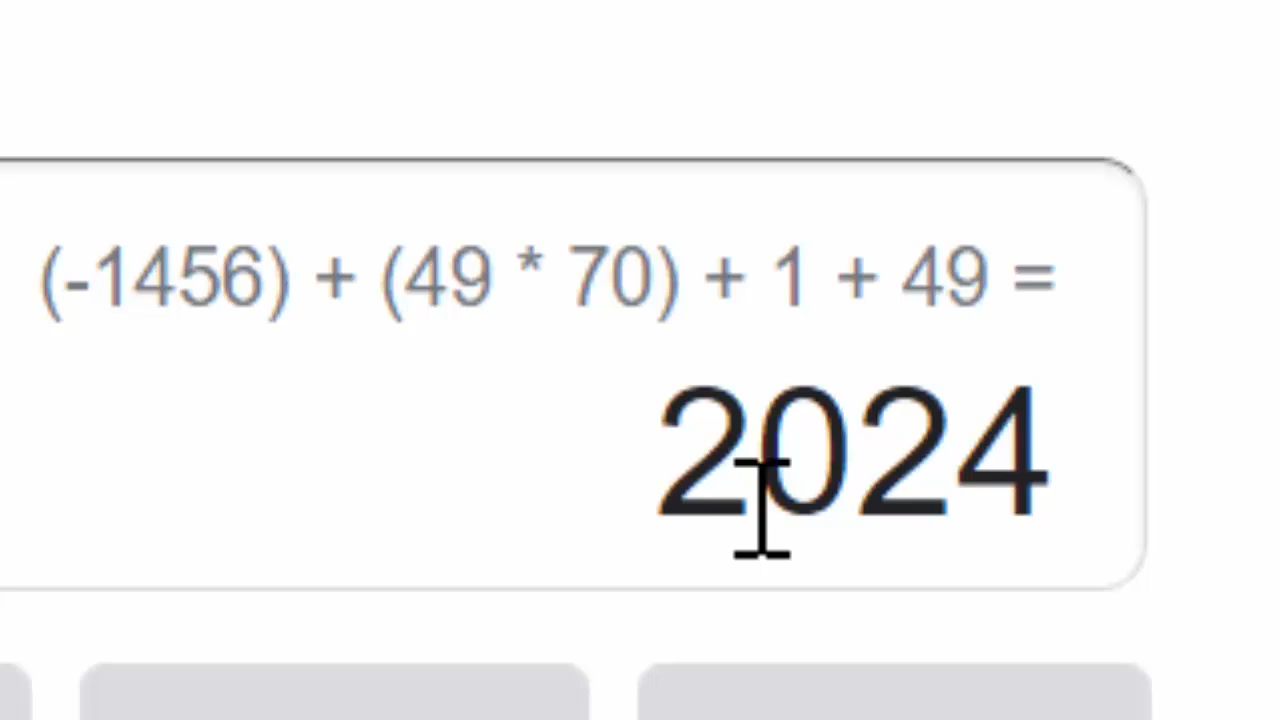 (-1456) + (49 * 70) + 1 + 49 =
2024